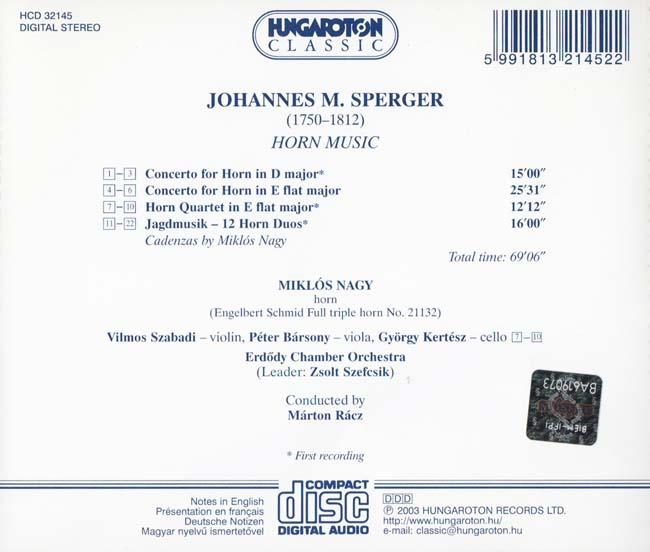 HCD 32145
DIGITAL STEREO
HUNGAROTON
CLASSIC
5 991813 214522
JOHANNES M. SPERGER
(1750–1812)
HORN MUSIC
1–3 Concerto for Horn in D major* 15′00″
4–6 Concerto for Horn in E flat major 25′31″
7–10 Horn Quartet in E flat major* 12′12″
11–22 Jagdmusik – 12 Horn Duos* 16′00″
Cadenzas by Miklós Nagy
Total time: 69′06″
MIKLÓS NAGY
horn
(Engelbert Schmid Full triple horn No. 21132)
Vilmos Szabadi – violin, Péter Bársony – viola, György Kertész – cello 7–10
Erdődy Chamber Orchestra
(Leader: Zsolt Szefcsik)
Conducted by
Márton Rácz
BA619073
BIEM-IFPI
* First recording
Notes in English
Présentation en français
Deutsche Notizen
Magyar nyelvű ismertetővel
COMPACT
disc
DIGITAL AUDIO
DDD
℗ 2003 HUNGAROTON RECORDS LTD.
http://www.hungaroton.hu/
e-mail: classic@hungaroton.hu